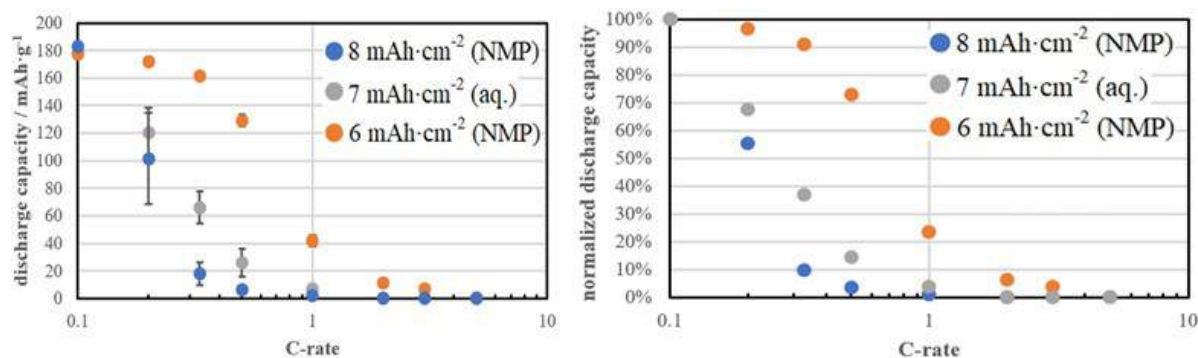 discharge capacity / mAh·g⁻¹
200
180
160
140
120
100
80
60
40
20
0
8 mAh·cm⁻² (NMP)
7 mAh·cm⁻² (aq.)
6 mAh·cm⁻² (NMP)
0.1
1
10
C-rate
normalized discharge capacity
100%
90%
80%
70%
60%
50%
40%
30%
20%
10%
0%
8 mAh·cm⁻² (NMP)
7 mAh·cm⁻² (aq.)
6 mAh·cm⁻² (NMP)
0.1
1
10
C-rate